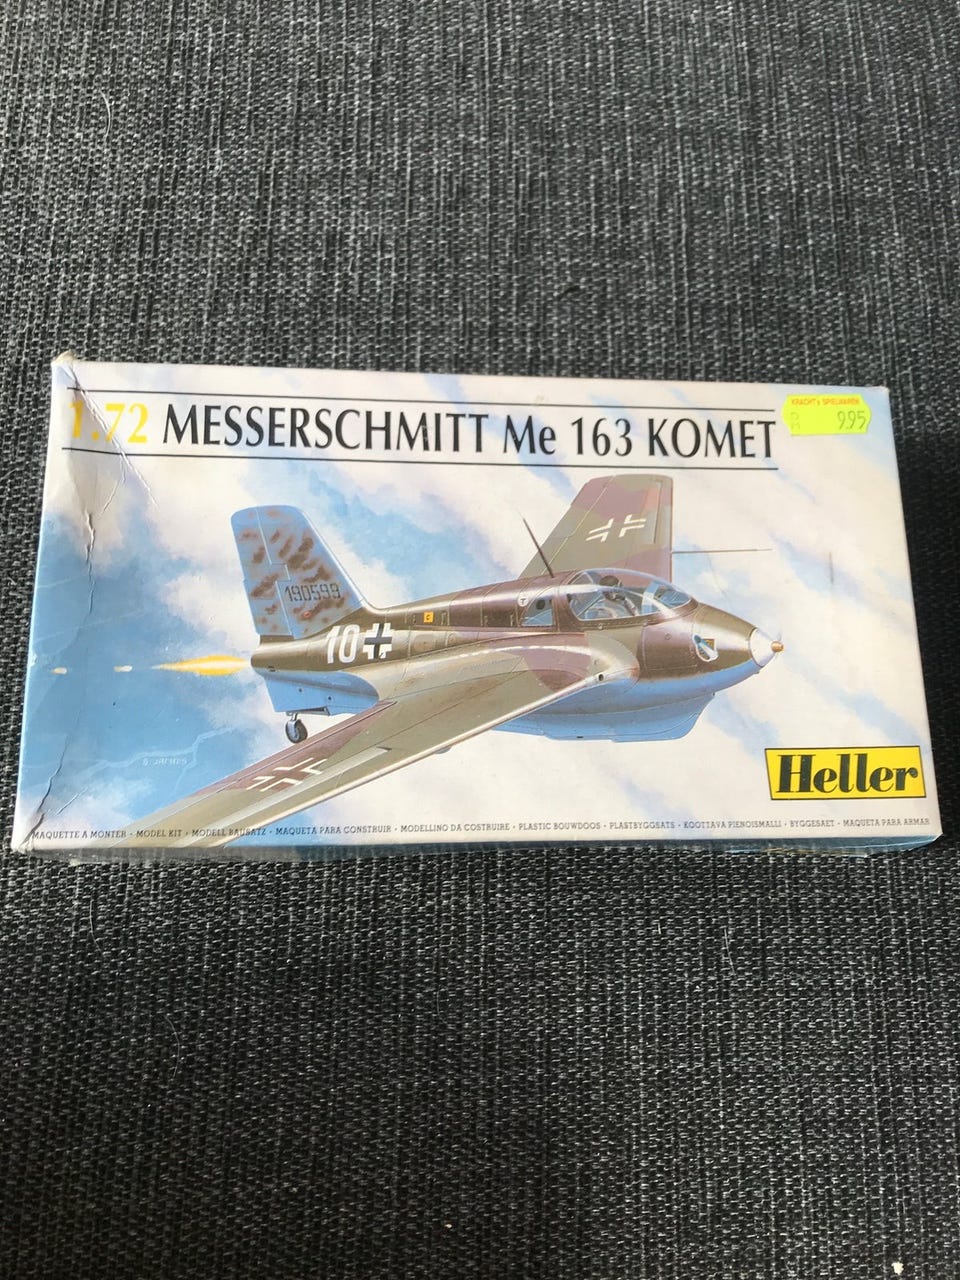 1.72 MESSERSCHMITT Me 163 KOMET
KRACHT's SPIELWAREN
9.95
190599
10
Heller
MAQUETTE A MONTER - MODEL KIT - MODELL BAUSATZ - MAQUETA PARA CONSTRUIR - MODELLINO DA COSTRUIRE - PLASTIC BOUWDOOS - PLASTBYGGSATS - KOOTTAVA PIENOISMALLI - BYGGESAET - MAQUETA PARA ARMAR